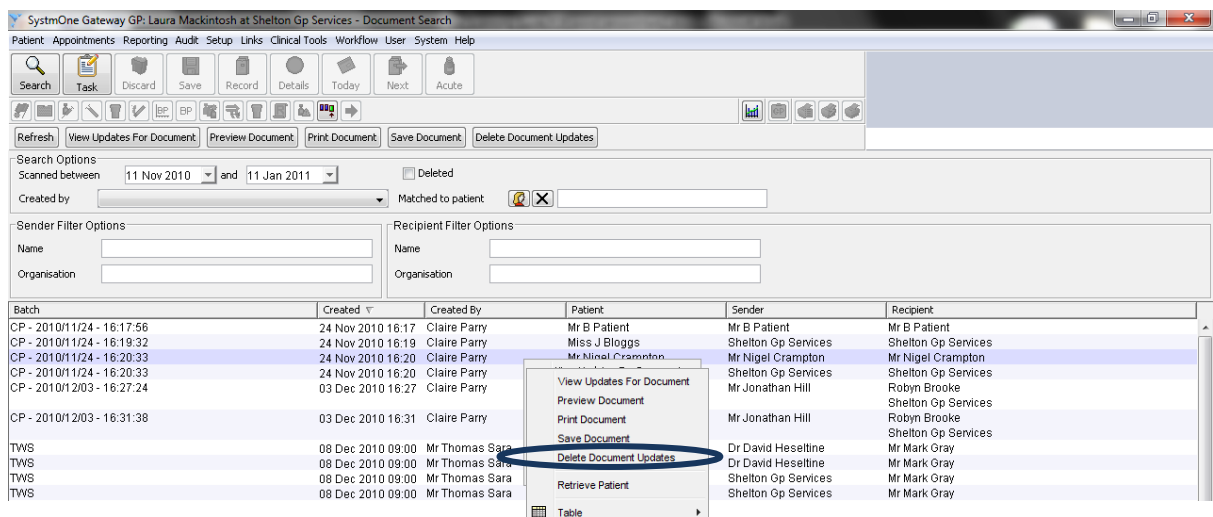 SystmOne Gateway GP: Laura Mackintosh at Shelton Gp Services - Document Search
Patient Appointments Reporting Audit Setup Links Clinical Tools Workflow User System Help
Search Task Discard Save Record Details Today Next Acute
BP BP
Refresh View Updates For Document Preview Document Print Document Save Document Delete Document Updates
Search Options
Scanned between 11 Nov 2010 and 11 Jan 2011 Deleted
Created by Matched to patient
Sender Filter Options Recipient Filter Options
Name Name
Organisation Organisation
Batch Created Created By Patient Sender Recipient
CP - 2010/11/24 - 16:17:56 24 Nov 2010 16:17 Claire Parry Mr B Patient Mr B Patient Mr B Patient
CP - 2010/11/24 - 16:19:32 24 Nov 2010 16:19 Claire Parry Miss J Bloggs Shelton Gp Services Shelton Gp Services
CP - 2010/11/24 - 16:20:33 24 Nov 2010 16:20 Claire Parry Mr Nigel Crampton Mr Nigel Crampton Mr Nigel Crampton
CP - 2010/11/24 - 16:20:33 24 Nov 2010 16:20 Claire Parry Shelton Gp Services Shelton Gp Services
CP - 2010/12/03 - 16:27:24 03 Dec 2010 16:27 Claire Parry Mr Jonathan Hill Robyn Brooke
Shelton Gp Services
CP - 2010/12/03 - 16:31:38 03 Dec 2010 16:31 Claire Parry Mr Jonathan Hill Robyn Brooke
Shelton Gp Services
TWS 08 Dec 2010 09:00 Mr Thomas Sara Dr David Heseltine Mr Mark Gray
TWS 08 Dec 2010 09:00 Mr Thomas Sara Dr David Heseltine Mr Mark Gray
TWS 08 Dec 2010 09:00 Mr Thomas Sara Shelton Gp Services Mr Mark Gray
TWS 08 Dec 2010 09:00 Mr Thomas Sara Shelton Gp Services Mr Mark Gray
View Updates For Document
Preview Document
Print Document
Save Document
Delete Document Updates
Retrieve Patient
Table